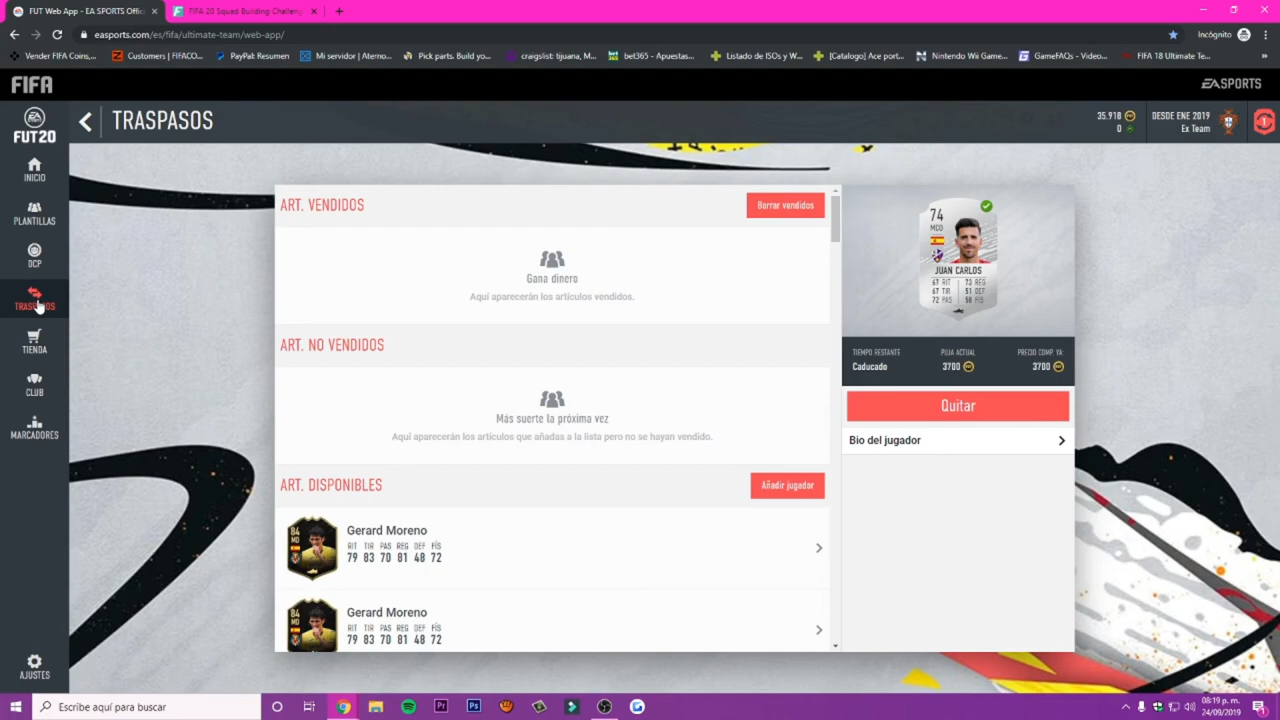 FUT Web App - EA SPORTS Offic
FIFA 20 Squad Building Challeng
easports.com/es/fifa/ultimate-team/web-app/
Incógnito
Vender FIFA Coins,...
Customers | FIFACO...
PayPal: Resumen
Mi servidor | Aterno...
Pick parts. Build yo...
craigslist: tijuana, M...
bet365 - Apuestas...
Listado de ISOs y W...
[Catalogo] Ace port...
Nintendo Wii Game...
GameFAQs - Video...
FIFA 18 Ultimate Te...
FIFA
EA SPORTS
FUT20
TRASPASOS
35.918
0
DESDE ENE 2019
Ex Team
1
INICIO
PLANTILLAS
DCP
TRASPASOS
TIENDA
CLUB
MARCADORES
AJUSTES
ART. VENDIDOS
Borrar vendidos
Gana dinero
Aquí aparecerán los artículos vendidos.
ART. NO VENDIDOS
Más suerte la próxima vez
Aquí aparecerán los artículos que añadas a la lista pero no se hayan vendido.
ART. DISPONIBLES
Añadir jugador
84
MD
Gerard Moreno
RIT TIR PAS REG DEF FÍS
79 83 70 81 48 72
84
MD
Gerard Moreno
RIT TIR PAS REG DEF FÍS
79 83 70 81 48 72
74
MCO
JUAN CARLOS
67 RIT 73 REG
67 TIR 51 DEF
72 PAS 58 FÍS
TIEMPO RESTANTE
Caducado
PUJA ACTUAL
3700
PRECIO COMP. YA:
3700
Quitar
Bio del jugador
Escribe aquí para buscar
Pr
Ps
08:19 p. m.
24/09/2019